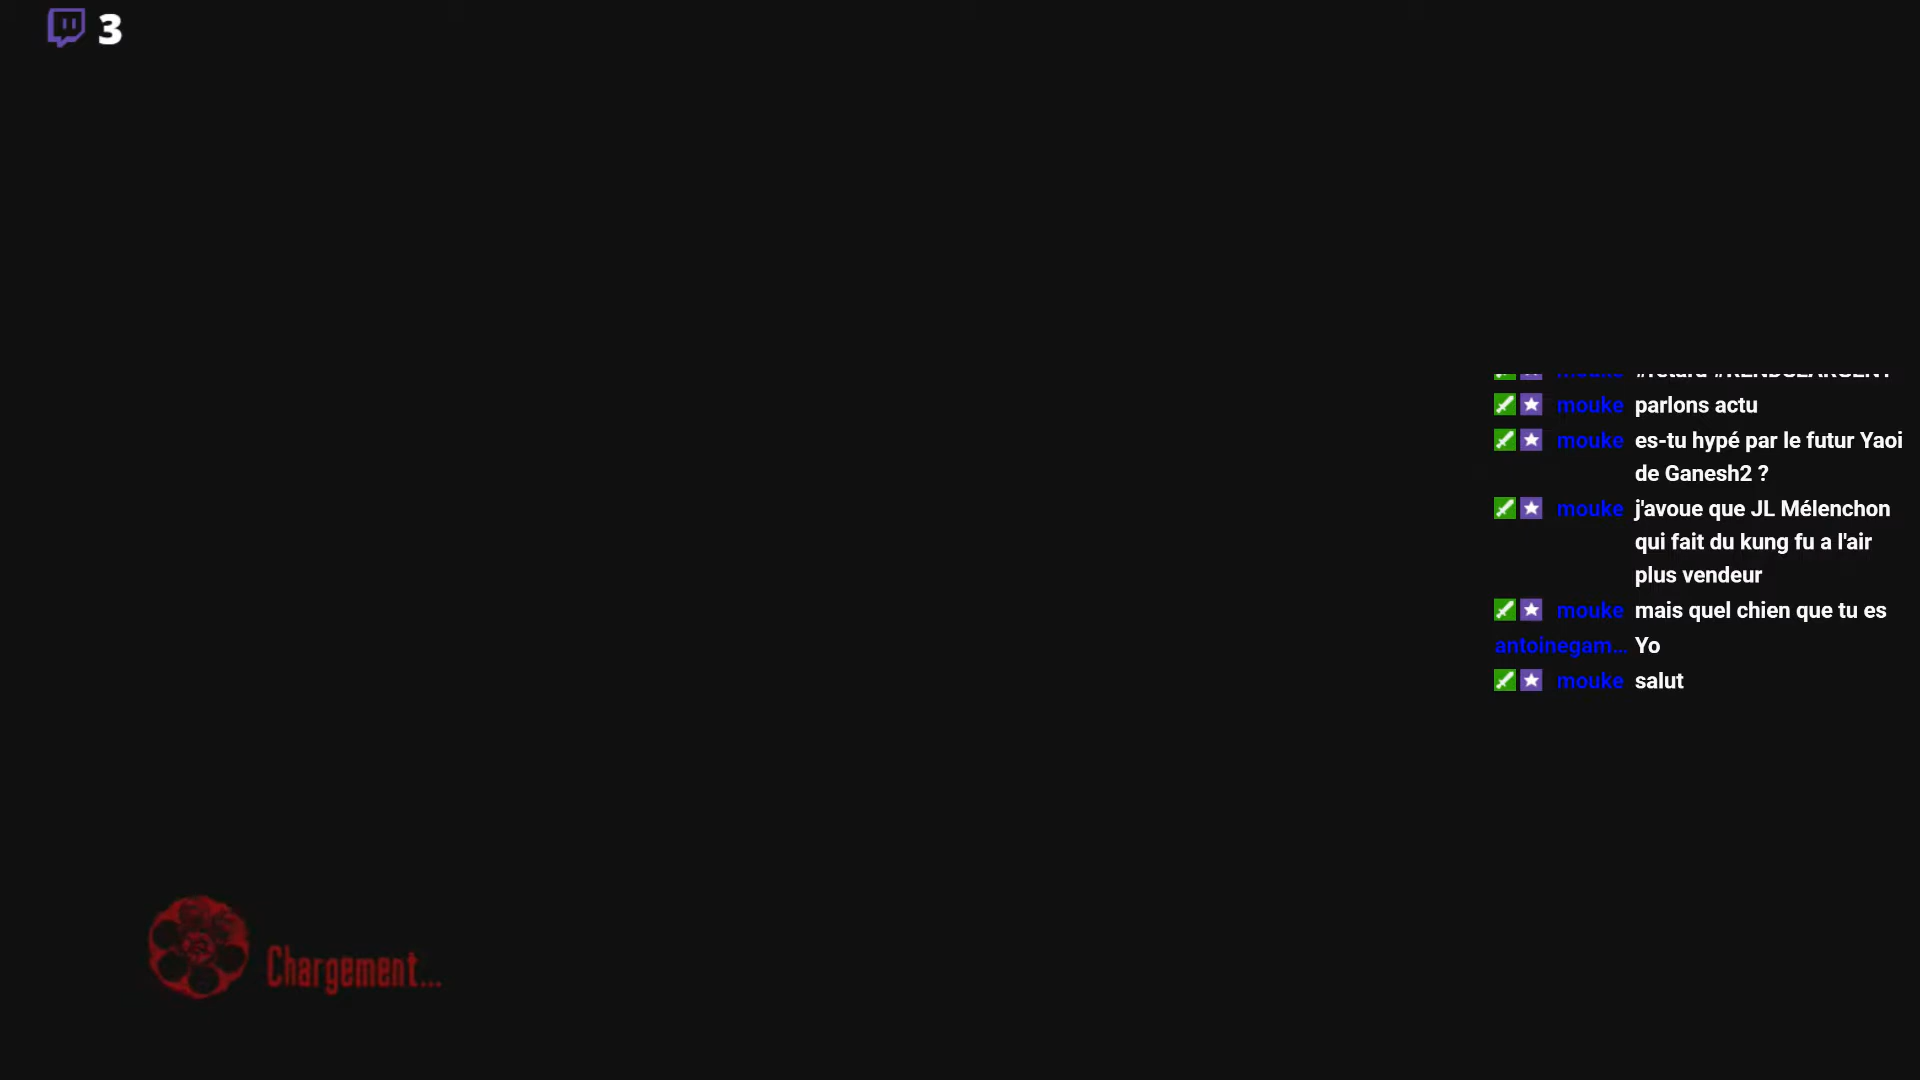 3
mouke parlons actu
mouke es-tu hypé par le futur Yaoi
de Ganesh2 ?
mouke j'avoue que JL Mélenchon
qui fait du kung fu a l'air
plus vendeur
mouke mais quel chien que tu es
antoinegam... Yo
mouke salut
Chargement...